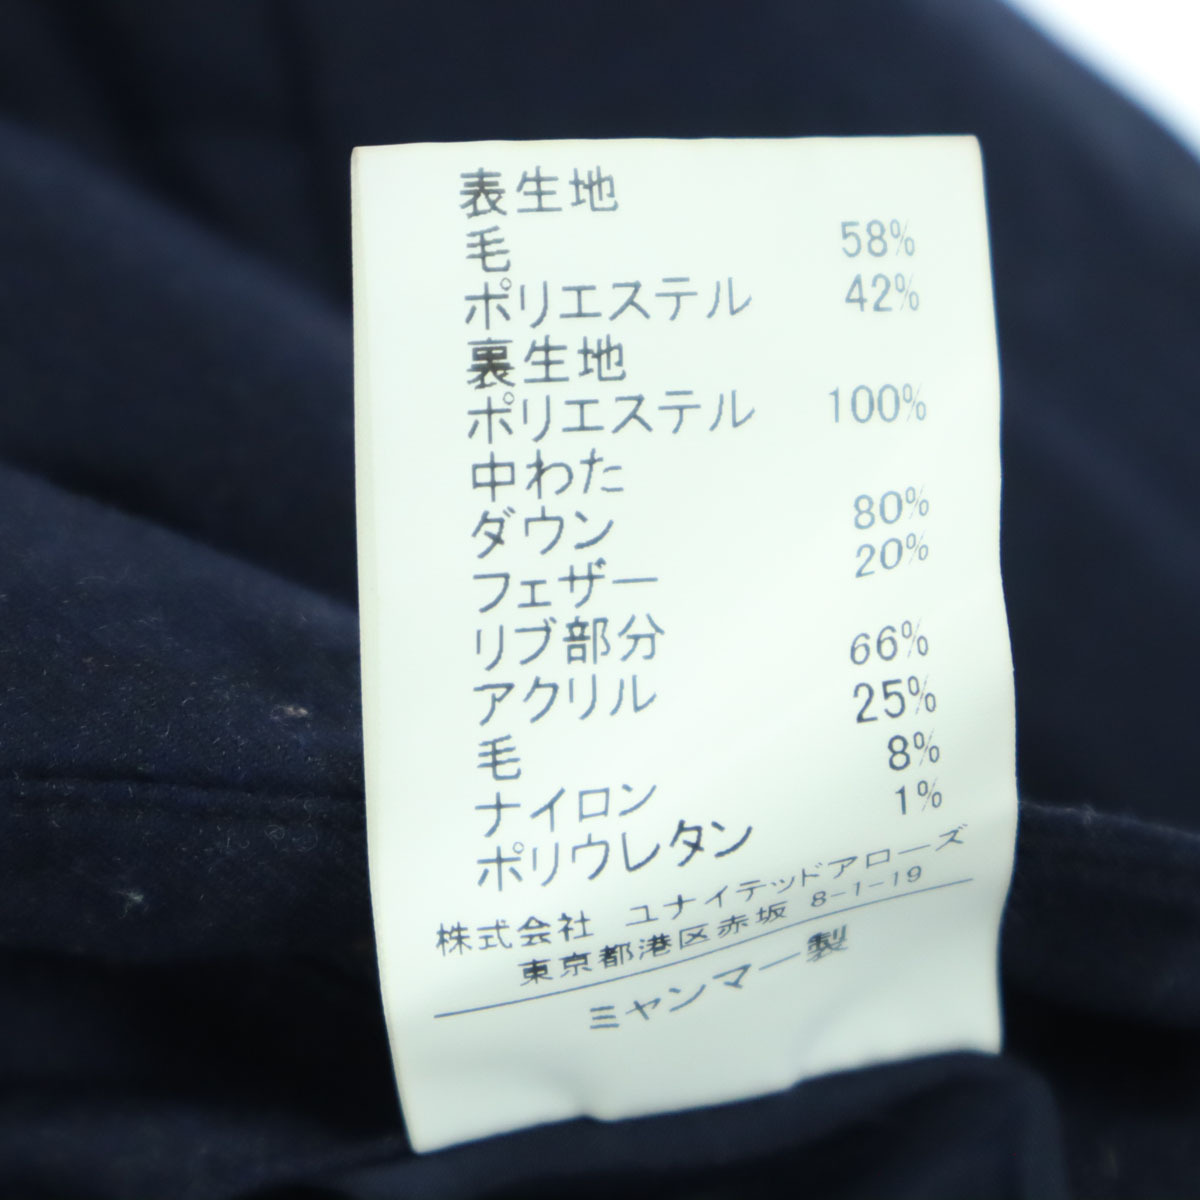 表生地
毛 58%
ポリエステル 42%
裏生地
ポリエステル 100%
中わた
ダウン 80%
フェザー 20%
リブ部分
アクリル 66%
毛 25%
ナイロン 8%
ポリウレタン 1%
株式会社 ユナイテッドアローズ
東京都港区赤坂 8-1-19
ミャンマー製